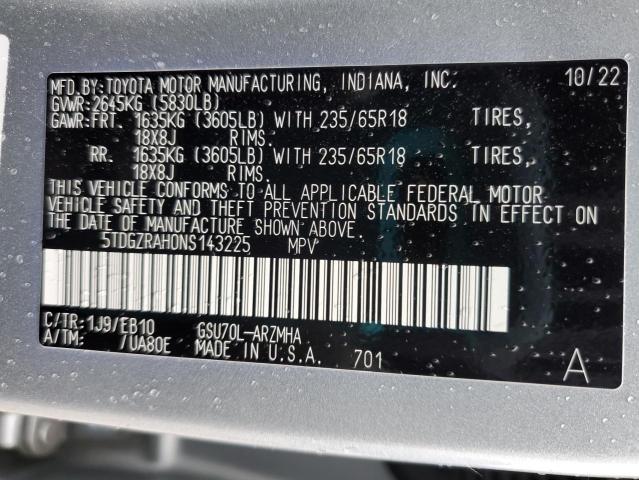 MFD.BY:TOYOTA MOTOR MANUFACTURING, INDIANA, INC. 10/22
GVWR:2645KG (5830LB)
GAWR:FRT. 1635KG (3605LB) WITH 235/65R18 TIRES,
18X8J RIMS.
RR. 1635KG (3605LB) WITH 235/65R18 TIRES,
18X8J RIMS.
THIS VEHICLE CONFORMS TO ALL APPLICABLE FEDERAL MOTOR
VEHICLE SAFETY AND THEFT PREVENTION STANDARDS IN EFFECT ON
THE DATE OF MANUFACTURE SHOWN ABOVE.
5TDGZRAH0NS143225 MPV
C/TR:1J9/EB10 GSU70L-ARZMHA
A/TM: /UA80E MADE IN U.S.A. 701 A